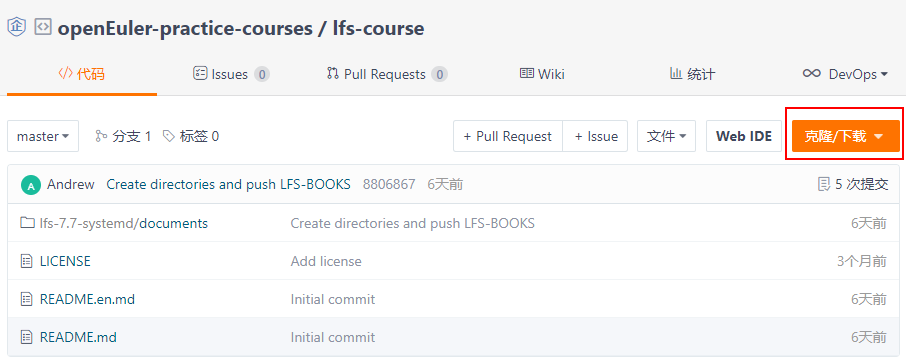 企 openEuler-practice-courses / lfs-course
代码 Issues 0 Pull Requests 0 Wiki 统计 DevOps
master 分支 1 标签 0 + Pull Request + Issue 文件 Web IDE 克隆/下载
A Andrew Create directories and push LFS-BOOKS 8806867 6天前 5 次提交
lfs-7.7-systemd/documents Create directories and push LFS-BOOKS 6天前
LICENSE Add license 3个月前
README.en.md Initial commit 6天前
README.md Initial commit 6天前